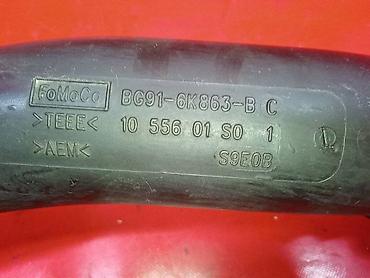 FoMoCo BG91-6K863-B C
>TEEE< 10 556 01 S0 1
>AEM< S9E0B